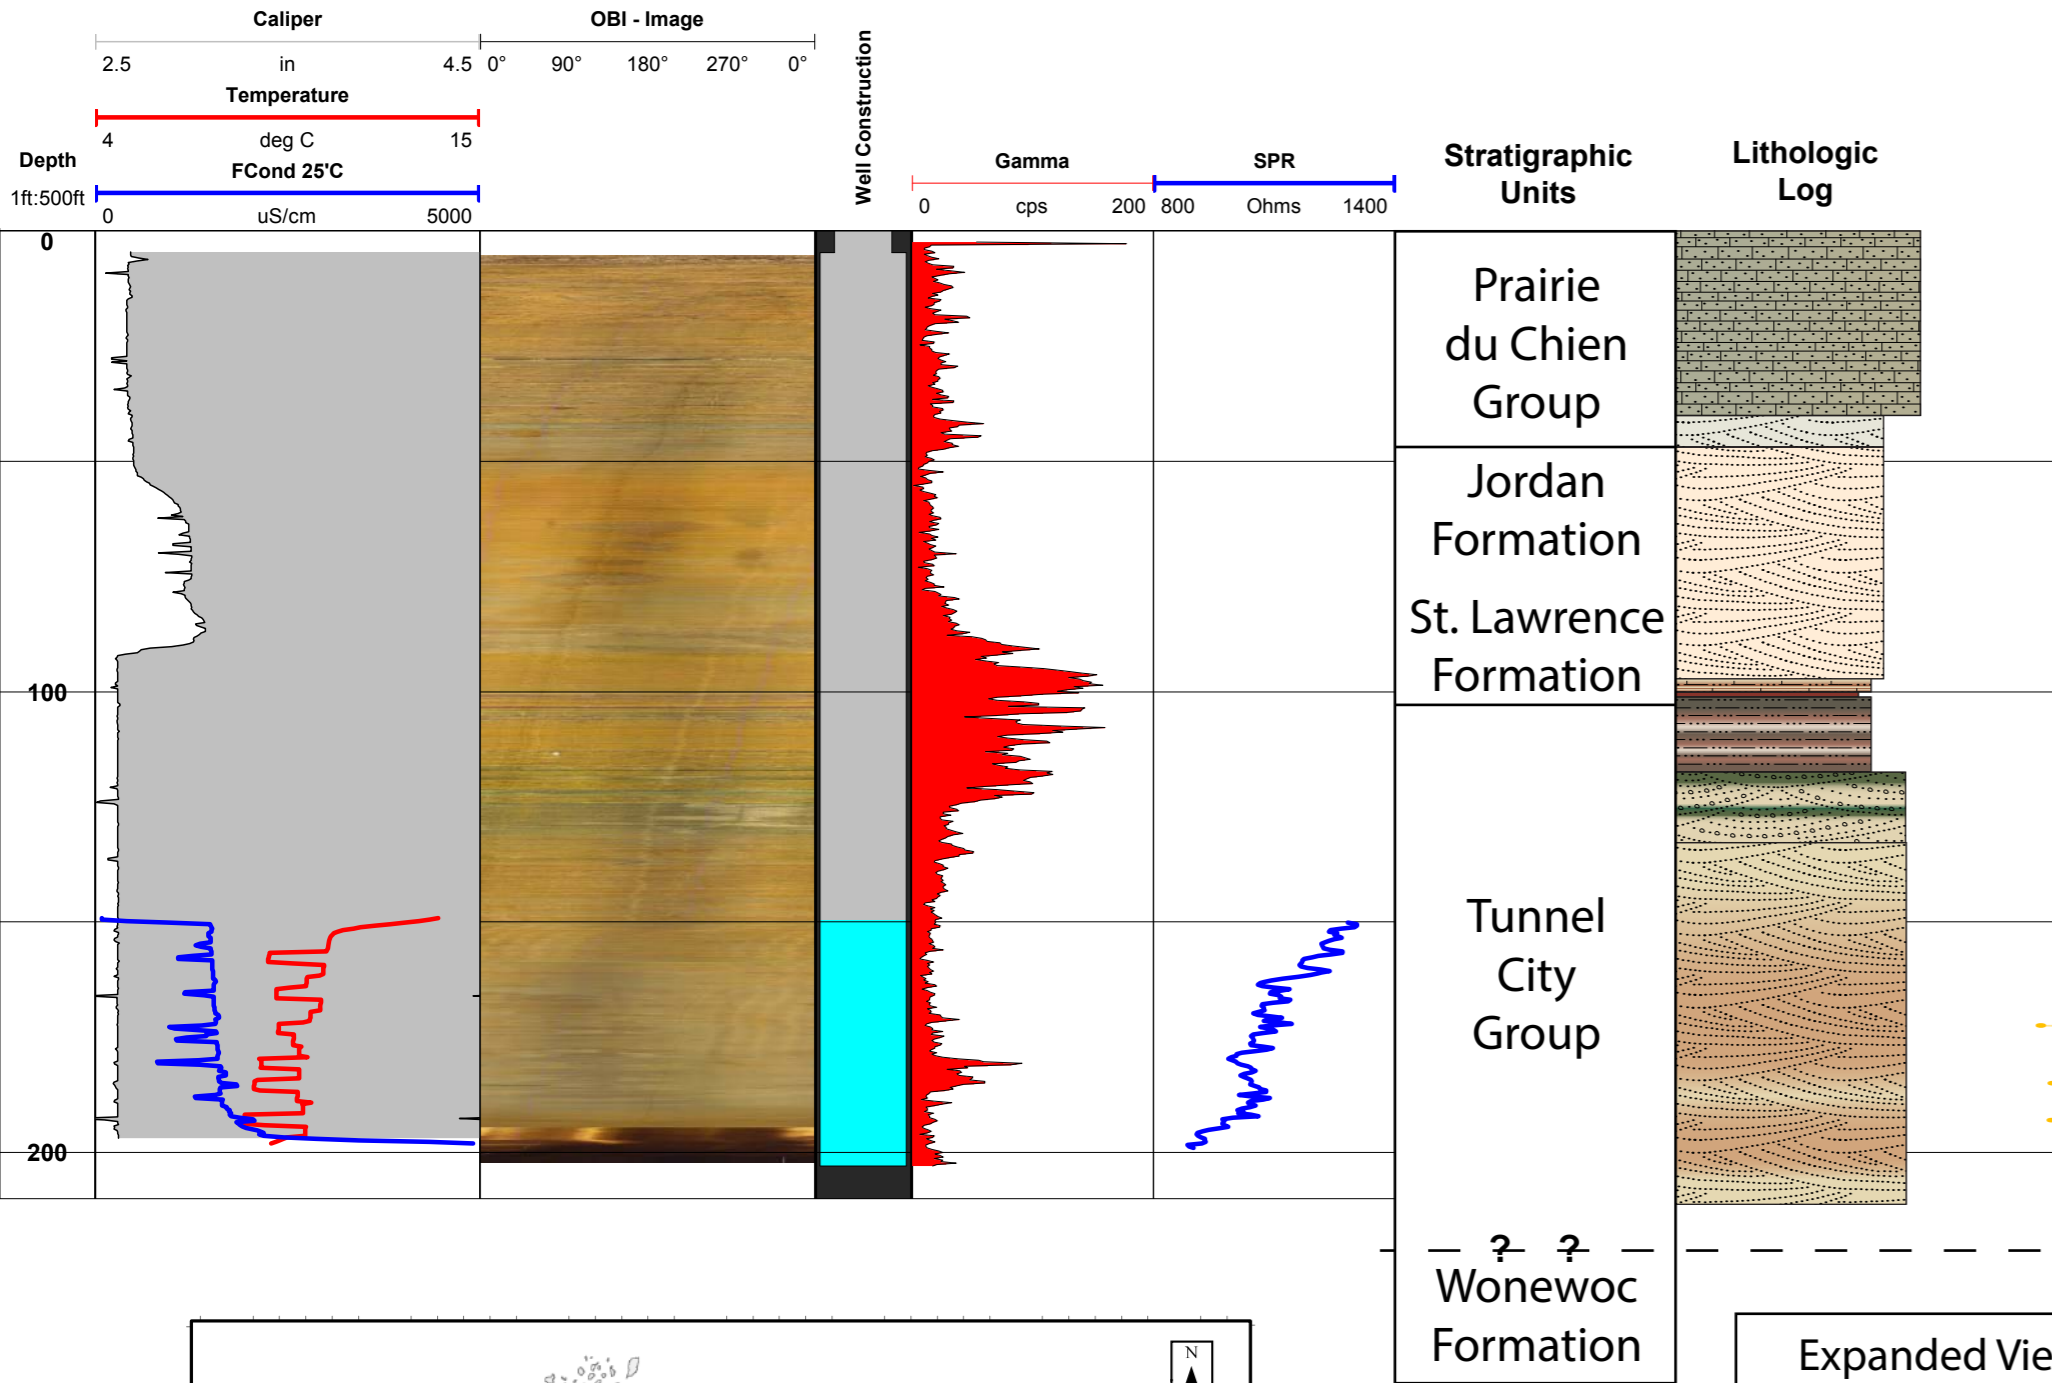 Caliper
2.5 in 4.5
Temperature
4 deg C 15
FCond 25'C
0 uS/cm 5000
Depth
1ft:500ft
OBI - Image
0° 90° 180° 270° 0°
Well Construction
Gamma
0 cps 200
SPR
800 Ohms 1400
Stratigraphic
Units
Lithologic
Log
0
100
200
Prairie
du Chien
Group
Jordan
Formation
St. Lawrence
Formation
Tunnel
City
Group
? ?
Wonewoc
Formation
N
Expanded Vie